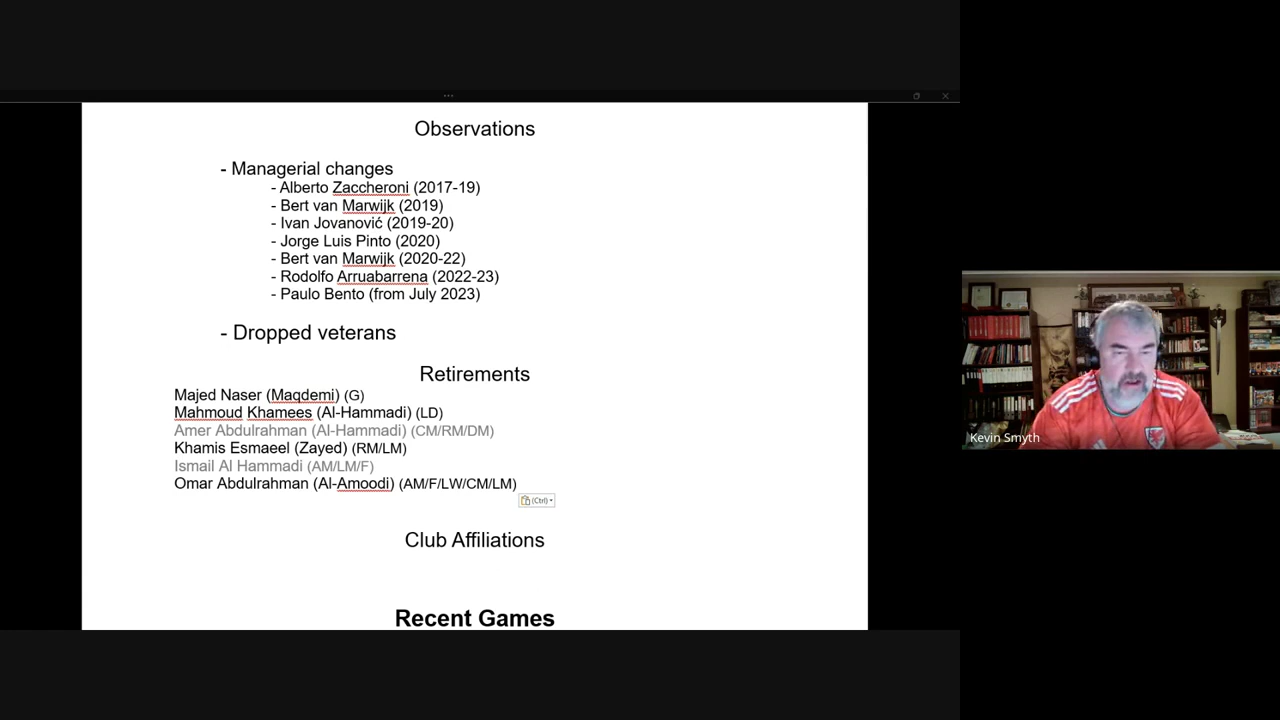 Observations
- Managerial changes
- Alberto Zaccheroni (2017-19)
- Bert van Marwijk (2019)
- Ivan Jovanović (2019-20)
- Jorge Luis Pinto (2020)
- Bert van Marwijk (2020-22)
- Rodolfo Arruabarrena (2022-23)
- Paulo Bento (from July 2023)
- Dropped veterans
Retirements
Majed Naser (Maqdemi) (G)
Mahmoud Khamees (Al-Hammadi) (LD)
Amer Abdulrahman (Al-Hammadi) (CM/RM/DM)
Khamis Esmaeel (Zayed) (RM/LM)
Ismail Al Hammadi (AM/LM/F)
Omar Abdulrahman (Al-Amoodi) (AM/F/LW/CM/LM)
(Ctrl)
Club Affiliations
Recent Games
Kevin Smyth